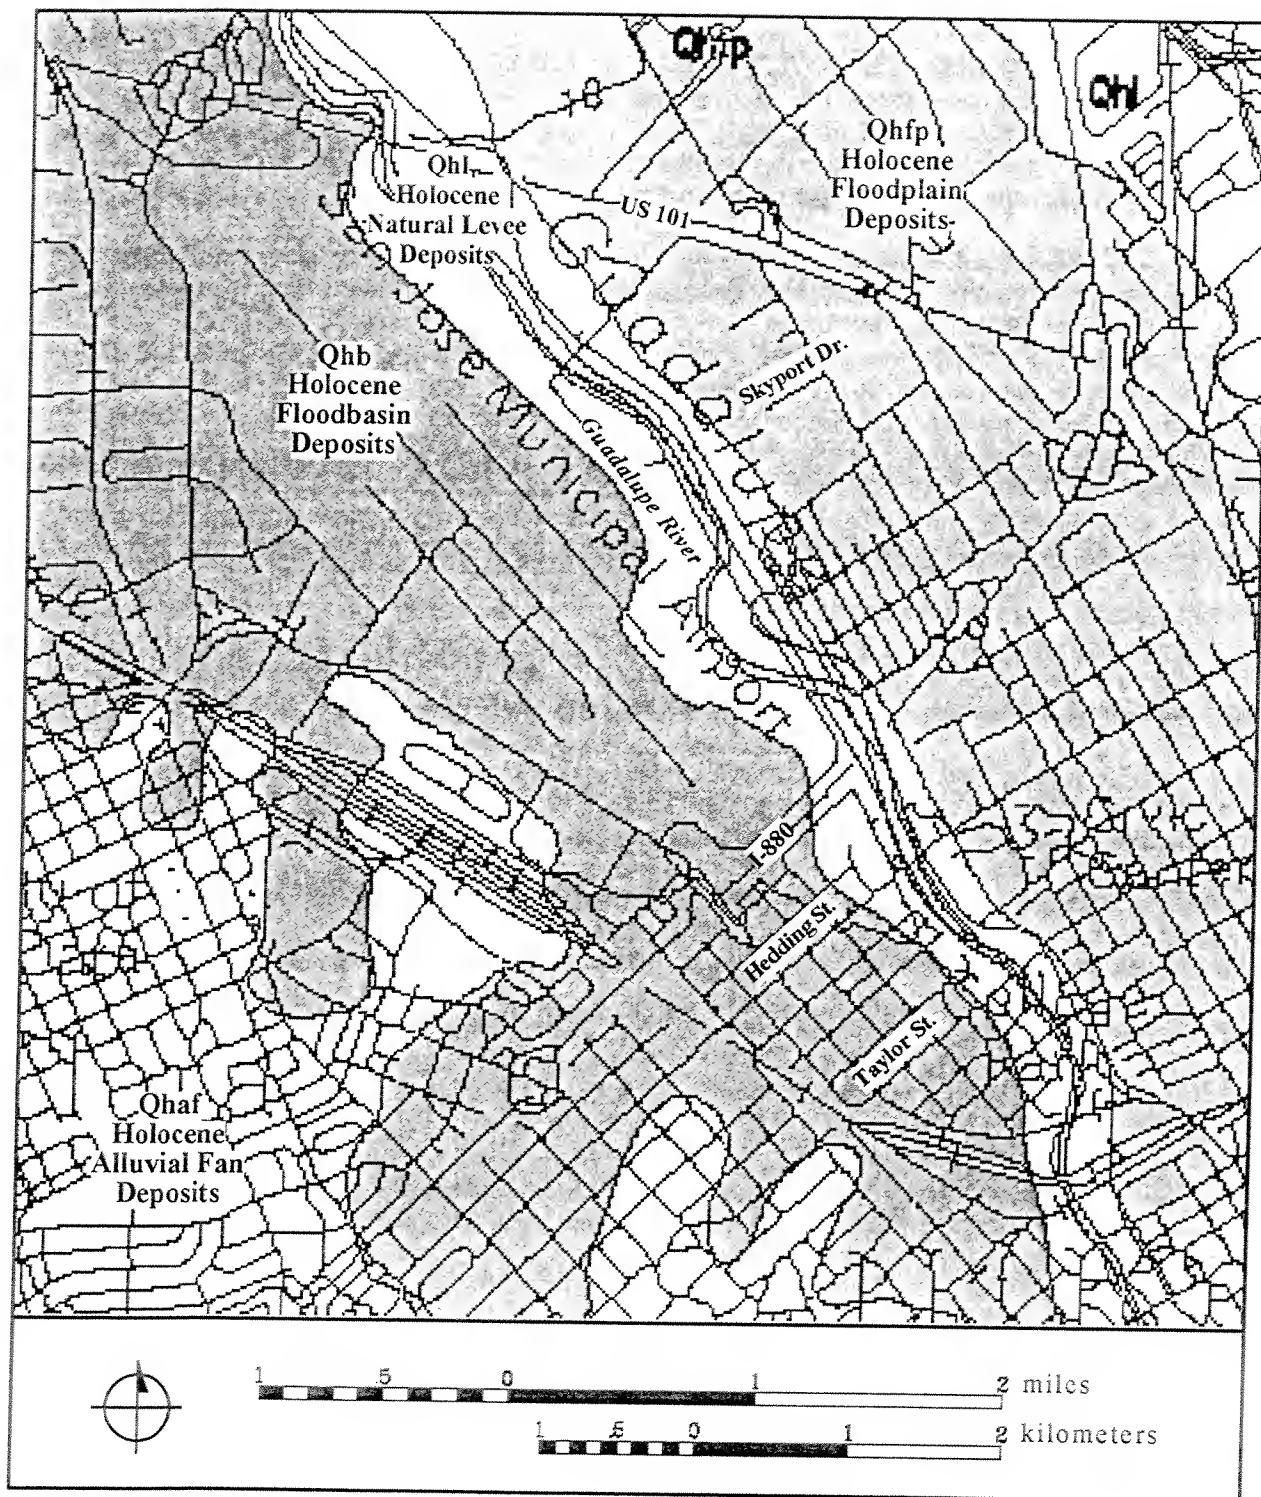 Qhfp
Qhl
Qhfp
Holocene
Floodplain
Deposits
Qhl
Holocene
Natural Levee
Deposits
US 101
San Jose Municipal Airport
Skyport Dr.
Qhb
Holocene
Floodbasin
Deposits
Guadalupe River
I-880
Hedding St.
Taylor St.
Qhaf
Holocene
Alluvial Fan
Deposits
1 .5 0 1 2 miles
1 .5 0 1 2 kilometers